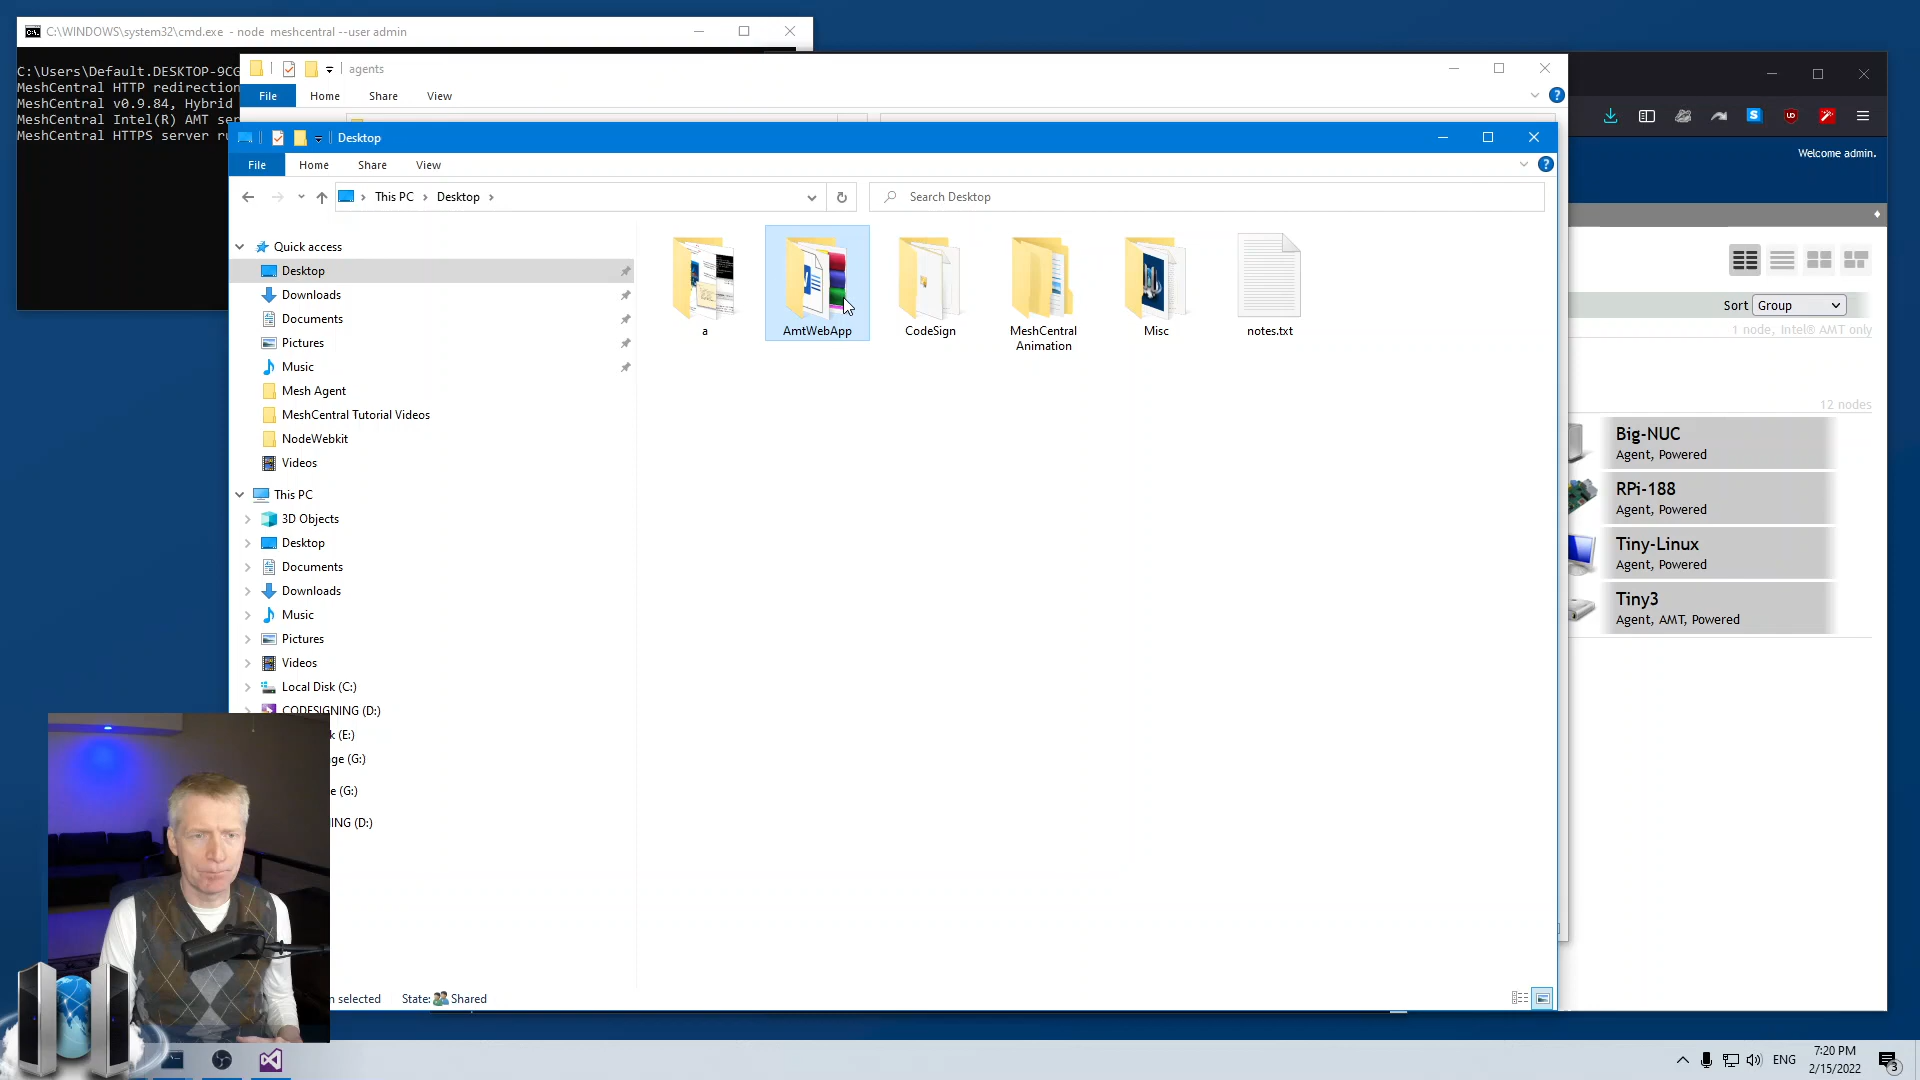 C:\WINDOWS\system32\cmd.exe - node meshcentral --user admin
C:\Users\Default.DESKTOP-9CG
MeshCentral HTTP redirection
MeshCentral v0.9.84, Hybrid
MeshCentral Intel(R) AMT ser
MeshCentral HTTPS server ru
agents
File Home Share View
Desktop
File Home Share View
This PC Desktop
Search Desktop
Quick access
Desktop
Downloads
Documents
Pictures
Music
Mesh Agent
MeshCentral Tutorial Videos
NodeWebkit
Videos
This PC
3D Objects
Desktop
Documents
Downloads
Music
Pictures
Videos
Local Disk (C:)
CODESIGNING (D:)
k (E:)
ge (G:)
e (G:)
ING (D:)
a
AmtWebApp
CodeSign
MeshCentral
Animation
Misc
notes.txt
selected State: Shared
Welcome admin.
Sort Group
1 node, Intel® AMT only
12 nodes
Big-NUC
Agent, Powered
RPi-188
Agent, Powered
Tiny-Linux
Agent, Powered
Tiny3
Agent, AMT, Powered
ENG
7:20 PM
2/15/2022
3